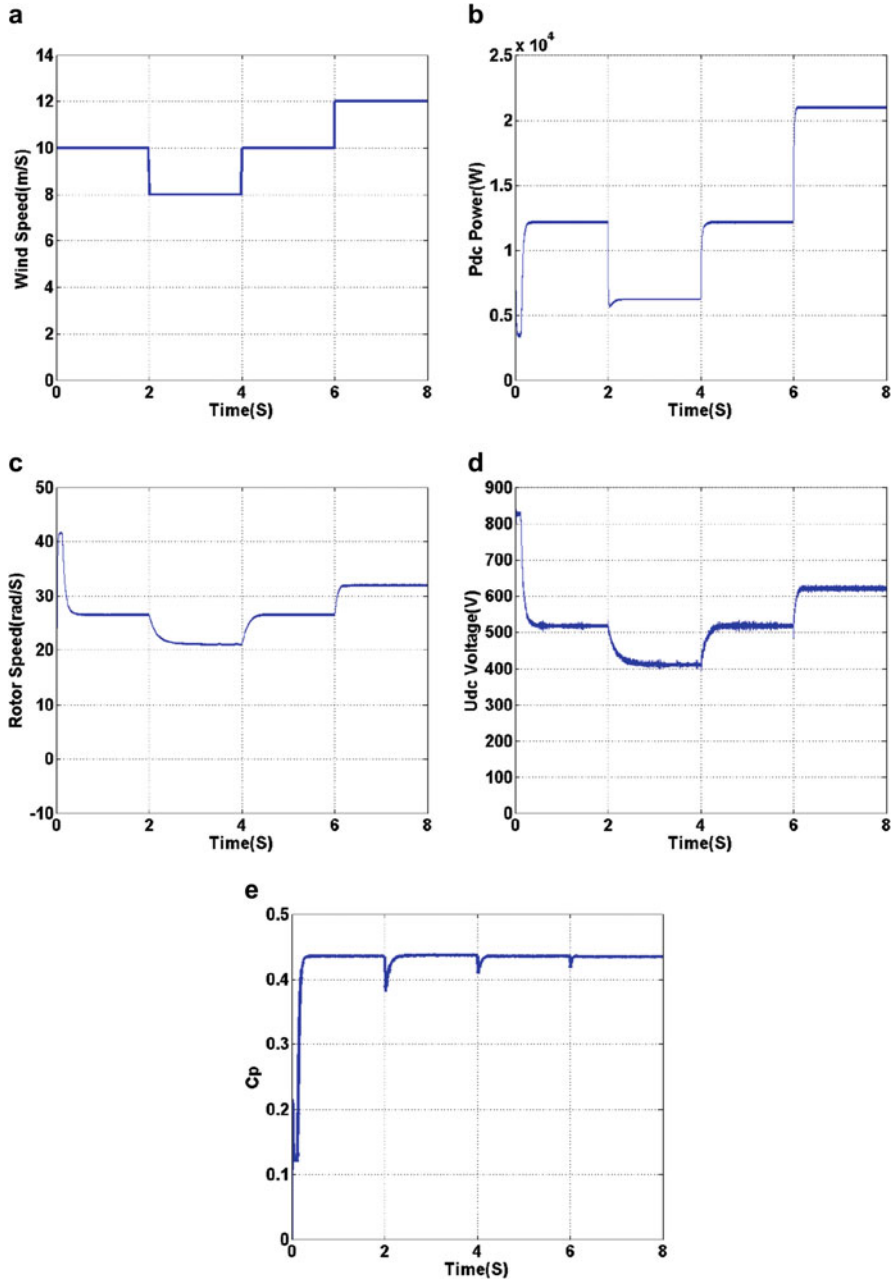 a
14
12
10
8
6
4
2
0
Wind Speed(m/S)
0 2 4 6 8
Time(S)
b
x 10^4
2.5
2
1.5
1
0.5
0
Pdc Power(W)
0 2 4 6 8
Time(S)
c
50
40
30
20
10
0
-10
Rotor Speed(rad/S)
0 2 4 6 8
Time(S)
d
900
800
700
600
500
400
300
200
100
0
Udc Voltage(V)
0 2 4 6 8
Time(S)
e
0.5
0.4
0.3
0.2
0.1
0
Cp
0 2 4 6 8
Time(S)